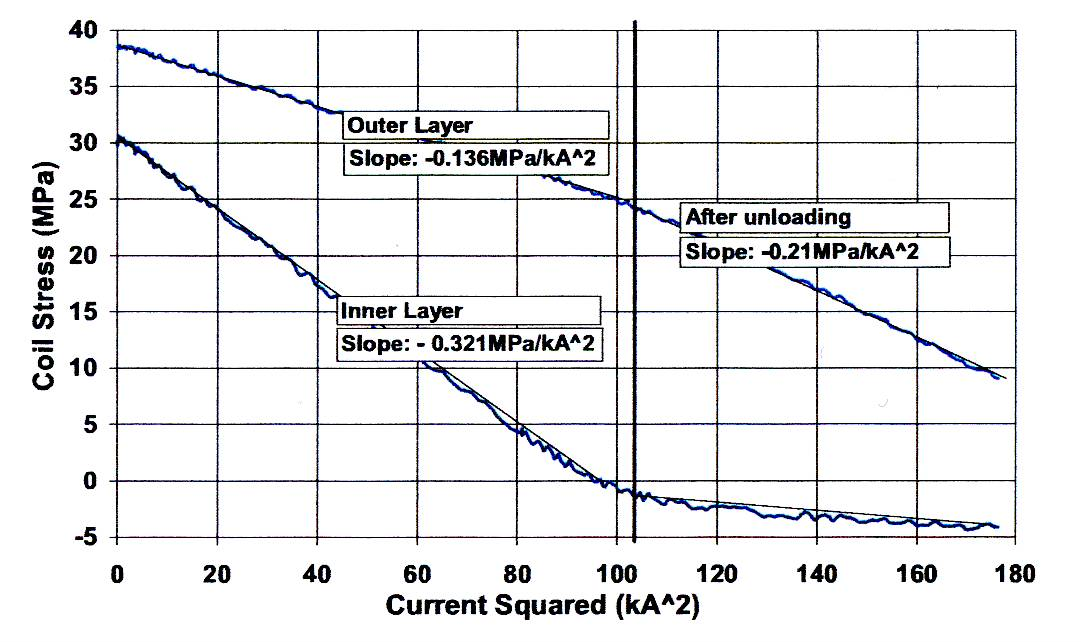 40
35
30
25
20
15
10
5
0
-5
Coil Stress (MPa)
Outer Layer
Slope: -0.136MPa/kA^2
After unloading
Slope: -0.21MPa/kA^2
Inner Layer
Slope: - 0.321MPa/kA^2
0 20 40 60 80 100 120 140 160 180
Current Squared (kA^2)